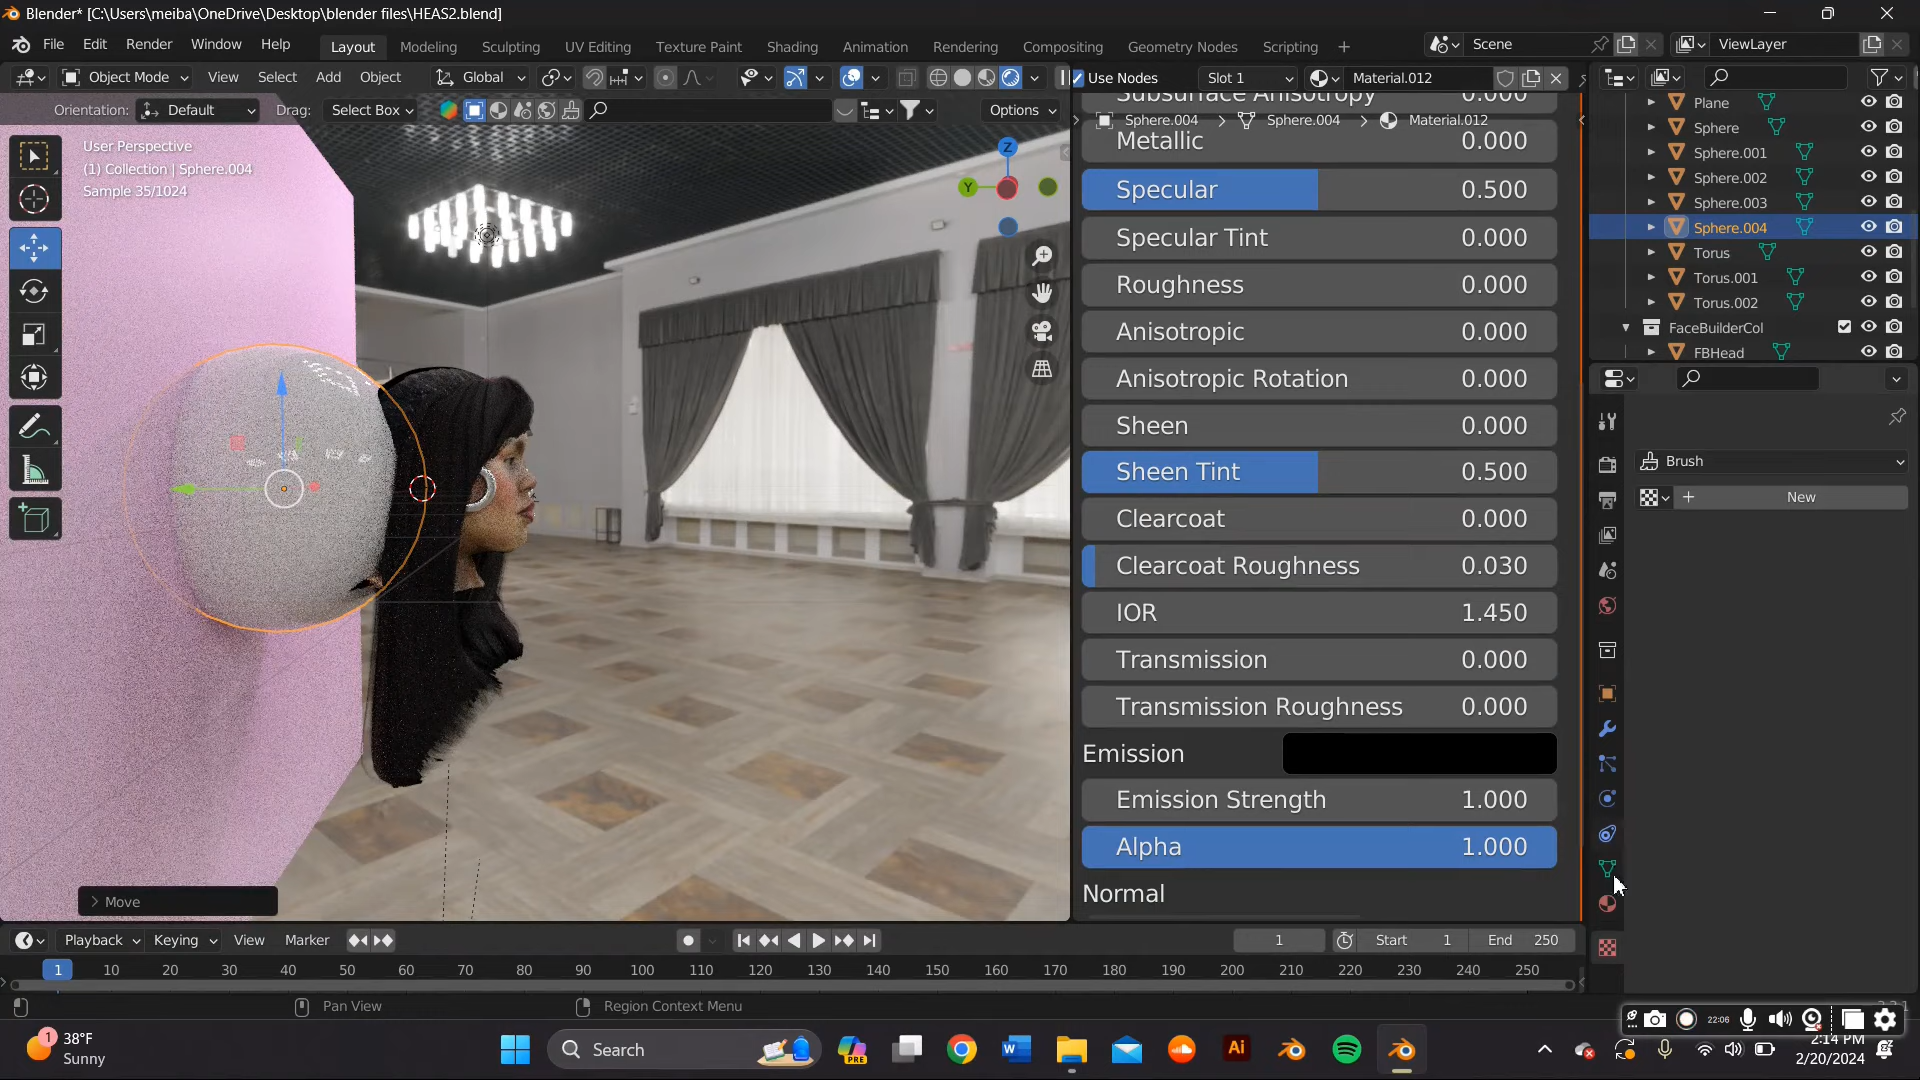 Blender* [C:\Users\meiba\OneDrive\Desktop\blender files\HEAS2.blend]
File Edit Render Window Help
Layout Modeling Sculpting UV Editing Texture Paint Shading Animation Rendering Compositing Geometry Nodes Scripting +
Scene
ViewLayer
Object Mode View Select Add Object Global
Use Nodes Slot 1 Material.012
Orientation: Default Drag: Select Box Options
User Perspective
(1) Collection | Sphere.004
Sample 35/1024
Z
Y
Subsurface Anisotropy 0.000
Sphere.004 > Sphere.004 > Material.012
Metallic 0.000
Specular 0.500
Specular Tint 0.000
Roughness 0.000
Anisotropic 0.000
Anisotropic Rotation 0.000
Sheen 0.000
Sheen Tint 0.500
Clearcoat 0.000
Clearcoat Roughness 0.030
IOR 1.450
Transmission 0.000
Transmission Roughness 0.000
Emission
Emission Strength 1.000
Alpha 1.000
Normal
Plane
Sphere
Sphere.001
Sphere.002
Sphere.003
Sphere.004
Torus
Torus.001
Torus.002
FaceBuilderCol
FBHead
Brush
+ New
> Move
Playback Keying View Marker
1 Start 1 End 250
1 10 20 30 40 50 60 70 80 90 100 110 120 130 140 150 160 170 180 190 200 210 220 230 240 250
Pan View
Region Context Menu
22:06
1
38°F
Sunny
Search
PRE
W
Ai
2:14 PM
2/20/2024